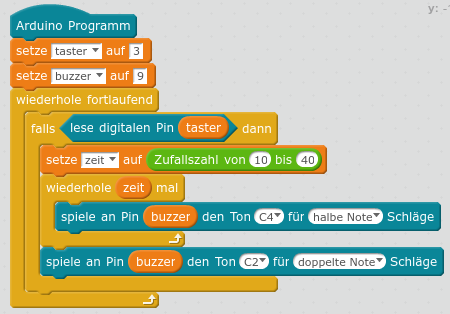 y: -1
Arduino Programm
setze taster auf 3
setze buzzer auf 9
wiederhole fortlaufend
falls lese digitalen Pin taster dann
setze zeit auf Zufallszahl von 10 bis 40
wiederhole zeit mal
spiele an Pin buzzer den Ton C4 für halbe Note Schläge
spiele an Pin buzzer den Ton C2 für doppelte Note Schläge